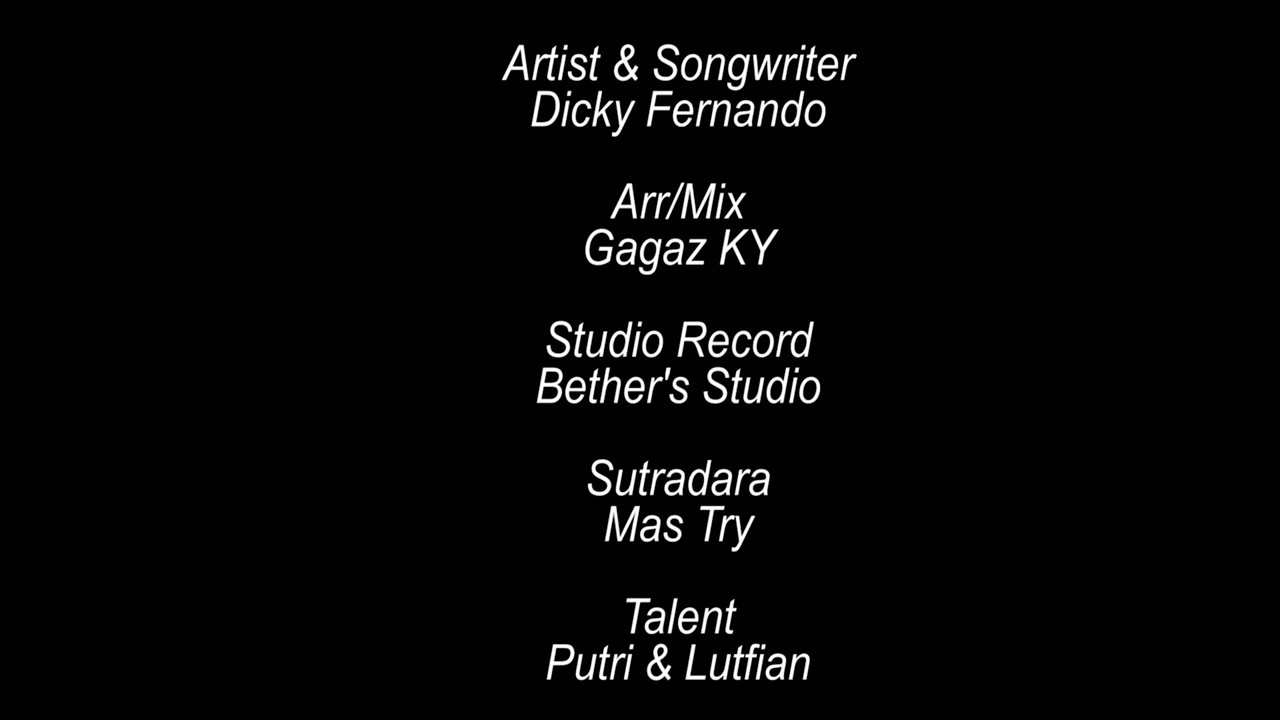 Artist & Songwriter
Dicky Fernando
Arr/Mix
Gagaz KY
Studio Record
Bether's Studio
Sutradara
Mas Try
Talent
Putri & Lutfian